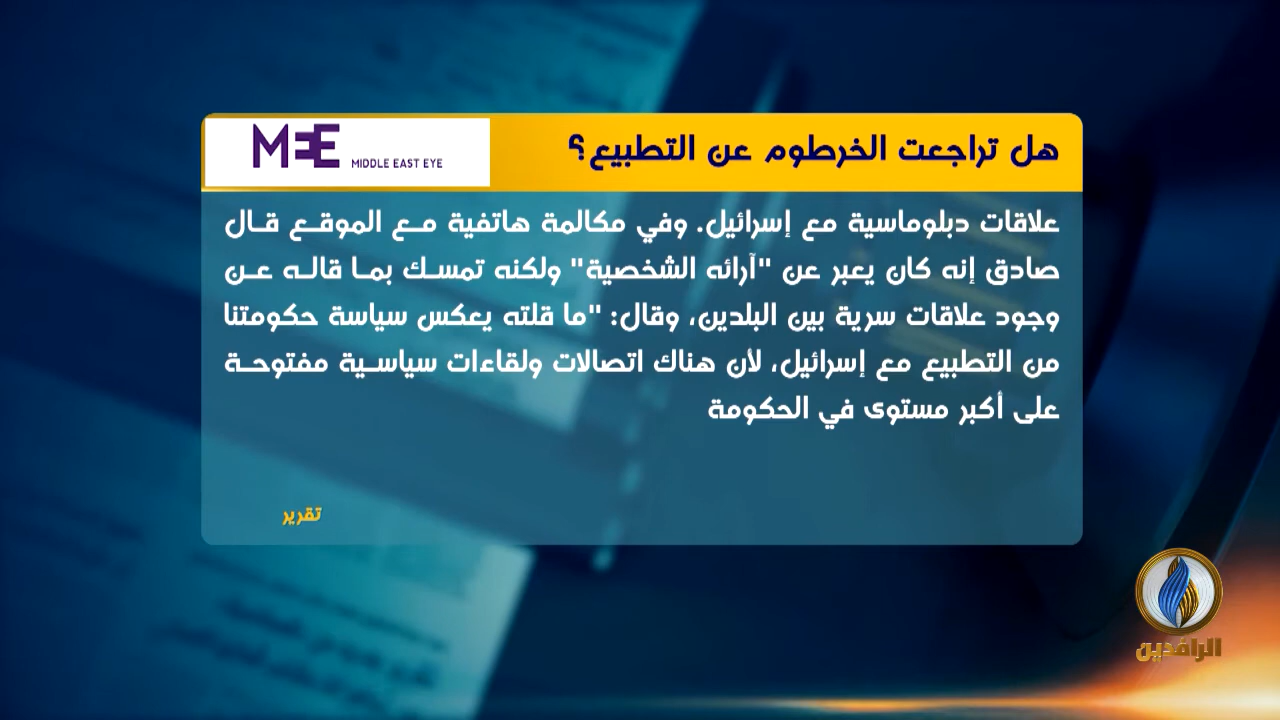 هل تراجعت الخرطوم عن التطبيع؟
MEE MIDDLE EAST EYE
علاقات دبلوماسية مع إسرائيل. وفي مكالمة هاتفية مع الموقع قال
صادق إنه كان يعبر عن "آرائه الشخصية" ولكنه تمسك بما قاله عن
وجود علاقات سرية بين البلدين، وقال: "ما قلته يعكس سياسة حكومتنا
من التطبيع مع إسرائيل، لأن هناك اتصالات ولقاءات سياسية مفتوحة
على أكبر مستوى في الحكومة
تقرير
الرافدين